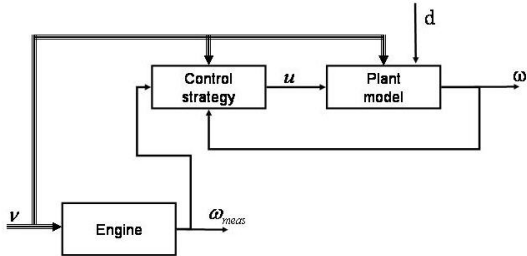 d
Control
strategy
u
Plant
model
ω
ν
Engine
ω_meas